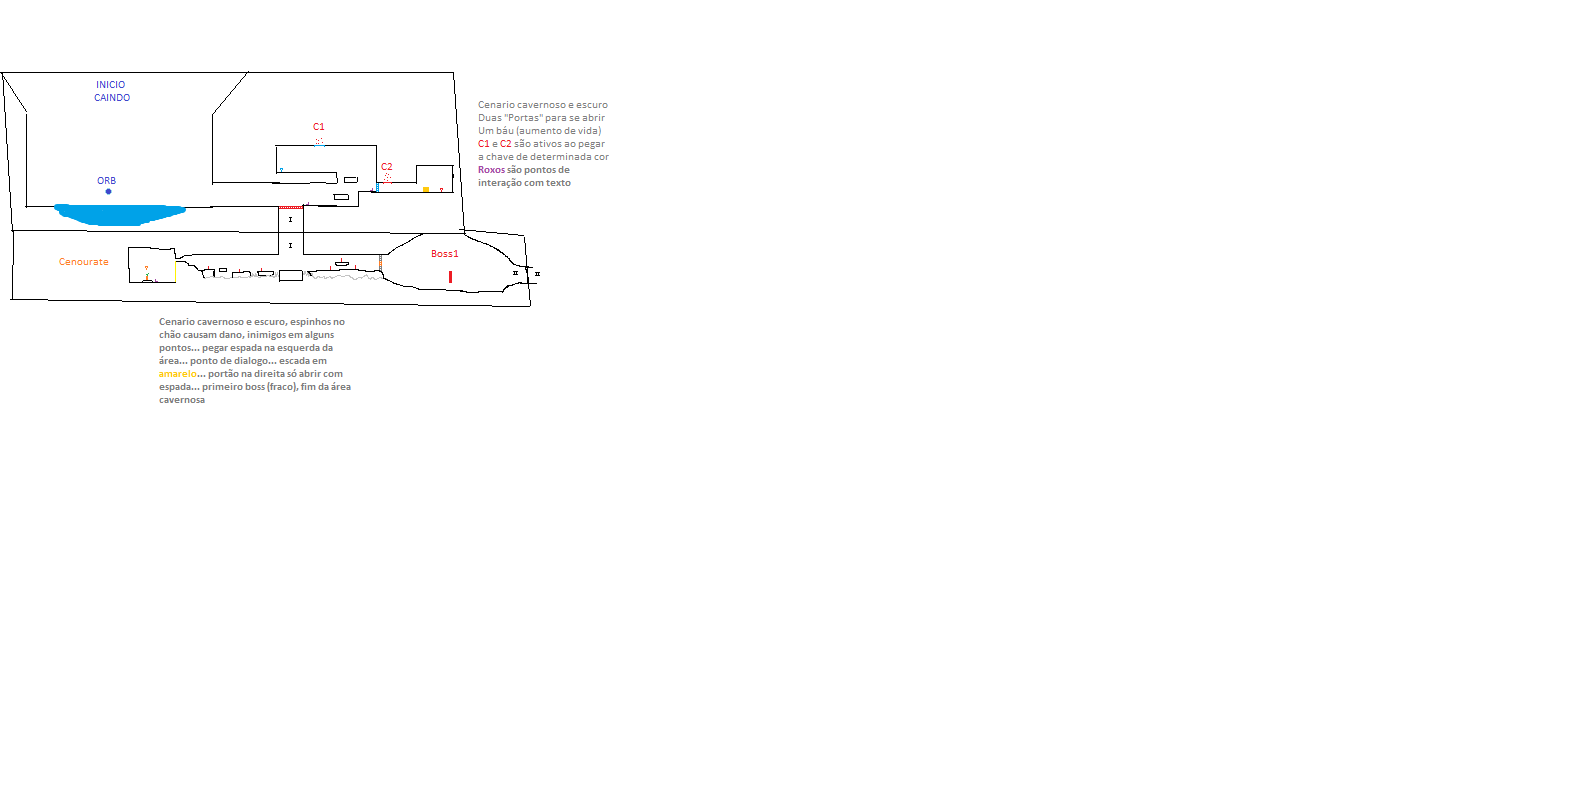 INICIO
CAINDO
ORB
C1
C2
Cenario cavernoso e escuro
Duas "Portas" para se abrir
Um báu (aumento de vida)
C1 e C2 são ativos ao pegar
a chave de determinada cor
Roxos são pontos de
interação com texto
I
I
Cenourate
Boss1
II
II
Cenario cavernoso e escuro, espinhos no
chão causam dano, inimigos em alguns
pontos... pegar espada na esquerda da
área... ponto de dialogo... escada em
amarelo... portão na direita só abrir com
espada... primeiro boss (fraco), fim da área
cavernosa